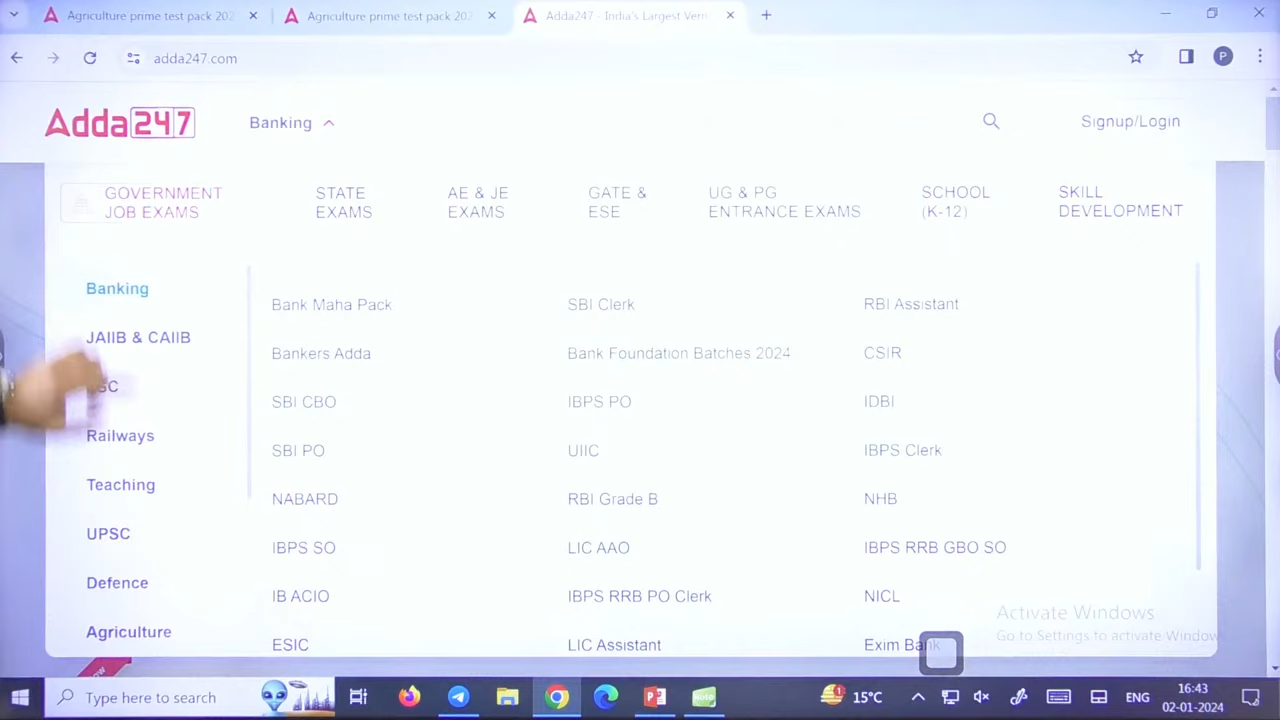 Agriculture prime test pack 202
Agriculture prime test pack 202
Adda247 - India's Largest Vern
adda247.com
P
Adda247
Banking
Signup/Login
GOVERNMENT JOB EXAMS
STATE EXAMS
AE & JE EXAMS
GATE & ESE
UG & PG ENTRANCE EXAMS
SCHOOL (K-12)
SKILL DEVELOPMENT
Banking
JAIIB & CAIIB
SC
Railways
Teaching
UPSC
Defence
Agriculture
Bank Maha Pack
SBI Clerk
RBI Assistant
Bankers Adda
Bank Foundation Batches 2024
CSIR
SBI CBO
IBPS PO
IDBI
SBI PO
UIIC
IBPS Clerk
NABARD
RBI Grade B
NHB
IBPS SO
LIC AAO
IBPS RRB GBO SO
IB ACIO
IBPS RRB PO Clerk
NICL
ESIC
LIC Assistant
Exim Bank
Activate Windows
Go to Settings to activate Window
Type here to search
1
15°C
ENG
16:43
02-01-2024